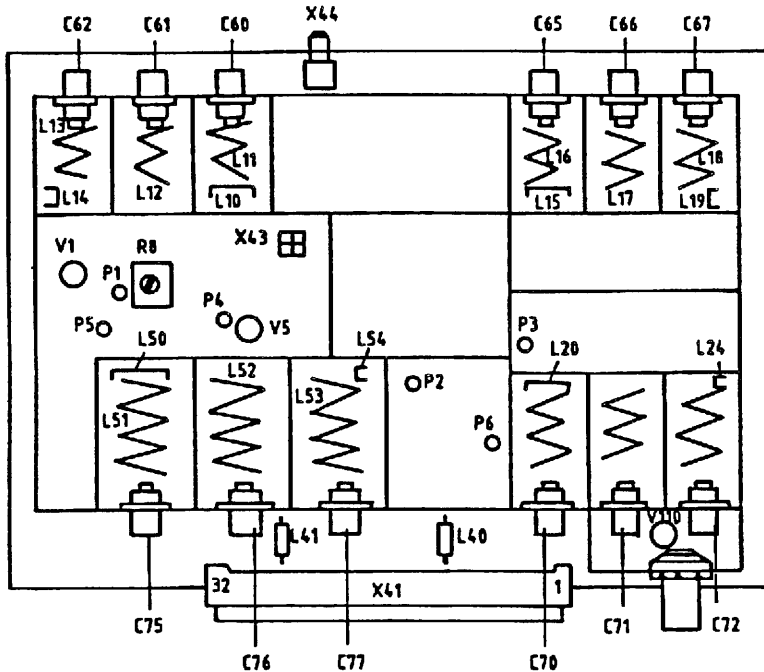 C62 C61 C60 X44 C65 C66 C67
L13 L11 L16 L18
L14 L12 L10 L15 L17 L19
X43
V1 R8
P1 P4
P5 V5 P3
L50 L54 L20 L24
L52
L51 L53 P2
P6
V110
L41 L40
32 X41 1
C75 C76 C77 C70 C71 C72